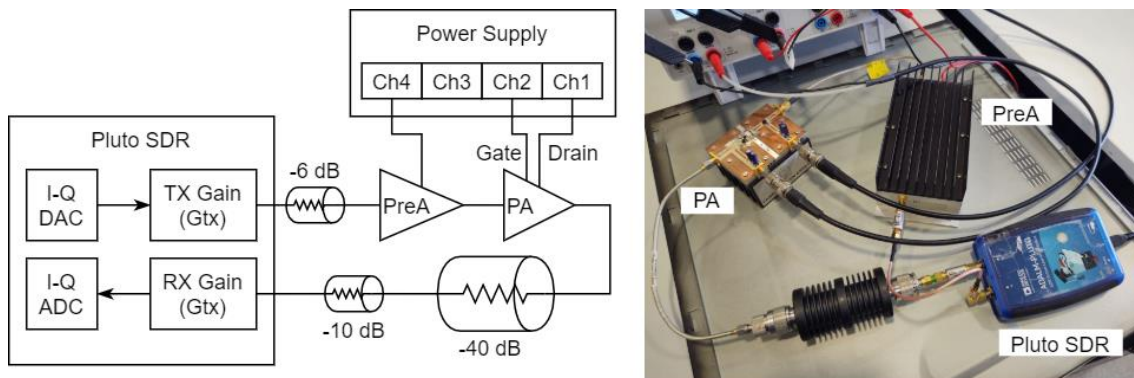 Power Supply
Ch4 Ch3 Ch2 Ch1
Pluto SDR
I-Q
DAC
TX Gain
(Gtx)
-6 dB
PreA
Gate
Drain
PA
I-Q
ADC
RX Gain
(Gtx)
-10 dB
-40 dB
PreA
PA
Pluto SDR